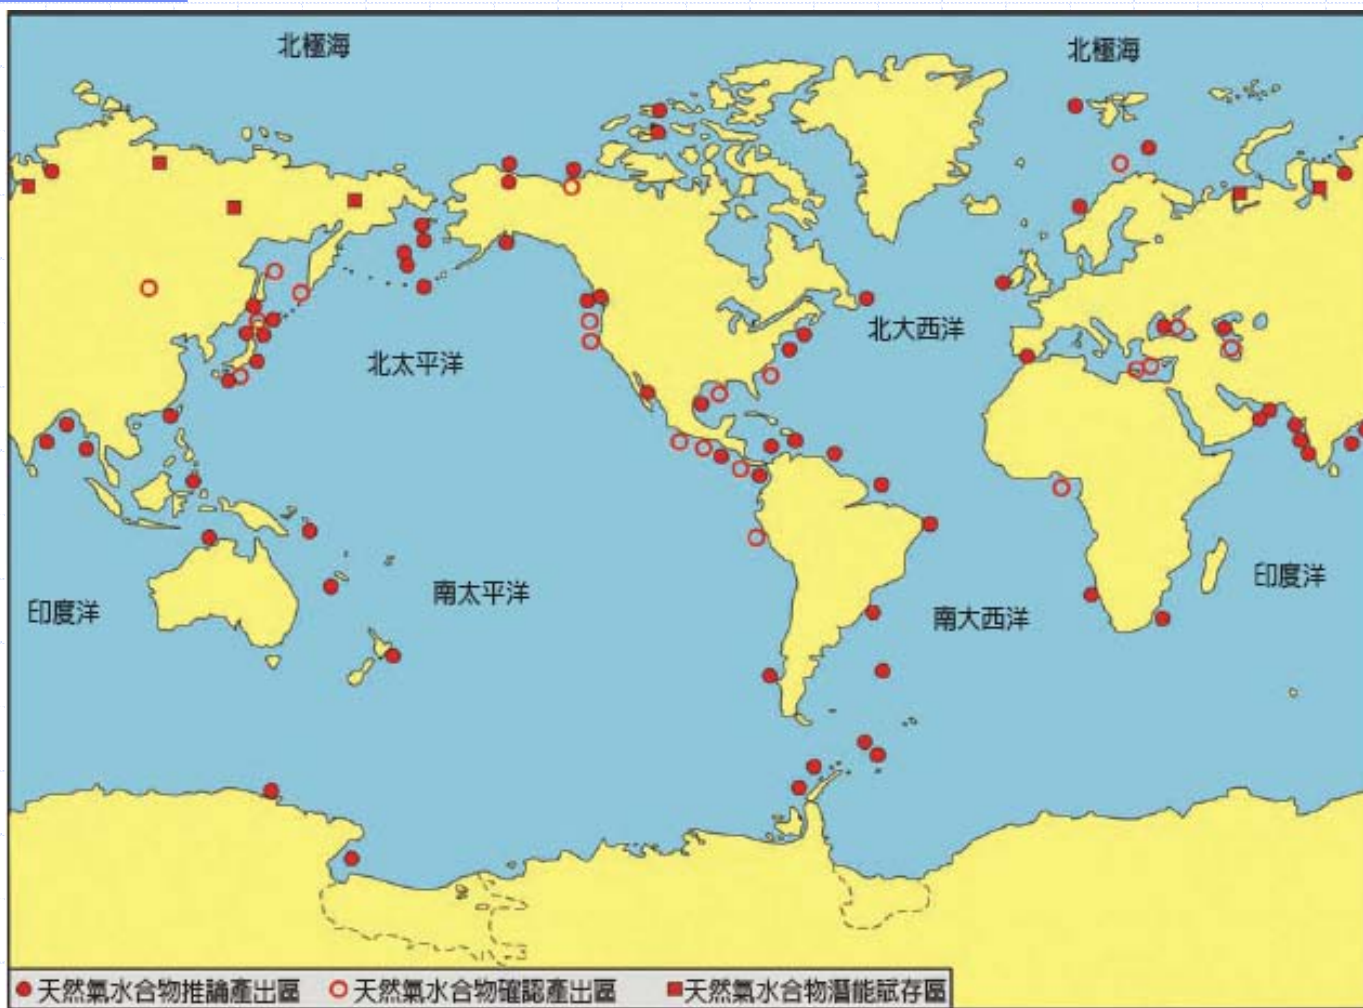 北極海
北極海
北太平洋
北大西洋
印度洋
南太平洋
南大西洋
印度洋
天然氣水合物推論產出區
天然氣水合物確認產出區
天然氣水合物潛能賦存區